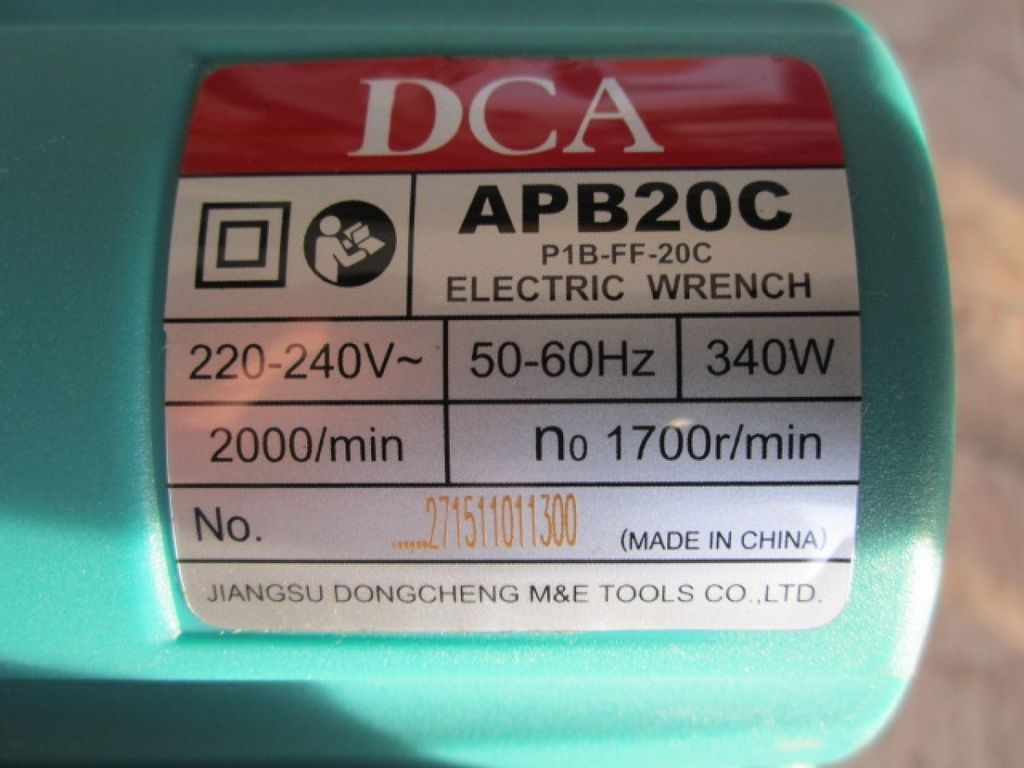 DCA
APB20C
P1B-FF-20C
ELECTRIC WRENCH
220-240V~ 50-60Hz 340W
2000/min n₀ 1700r/min
No. ......271511011300 (MADE IN CHINA)
JIANGSU DONGCHENG M&E TOOLS CO.,LTD.